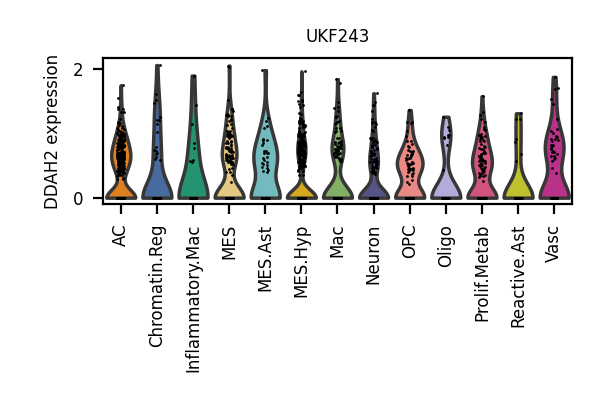 UKF243
DDAH2 expression
2
0
AC
Chromatin.Reg
Inflammatory.Mac
MES
MES.Ast
MES.Hyp
Mac
Neuron
OPC
Oligo
Prolif.Metab
Reactive.Ast
Vasc